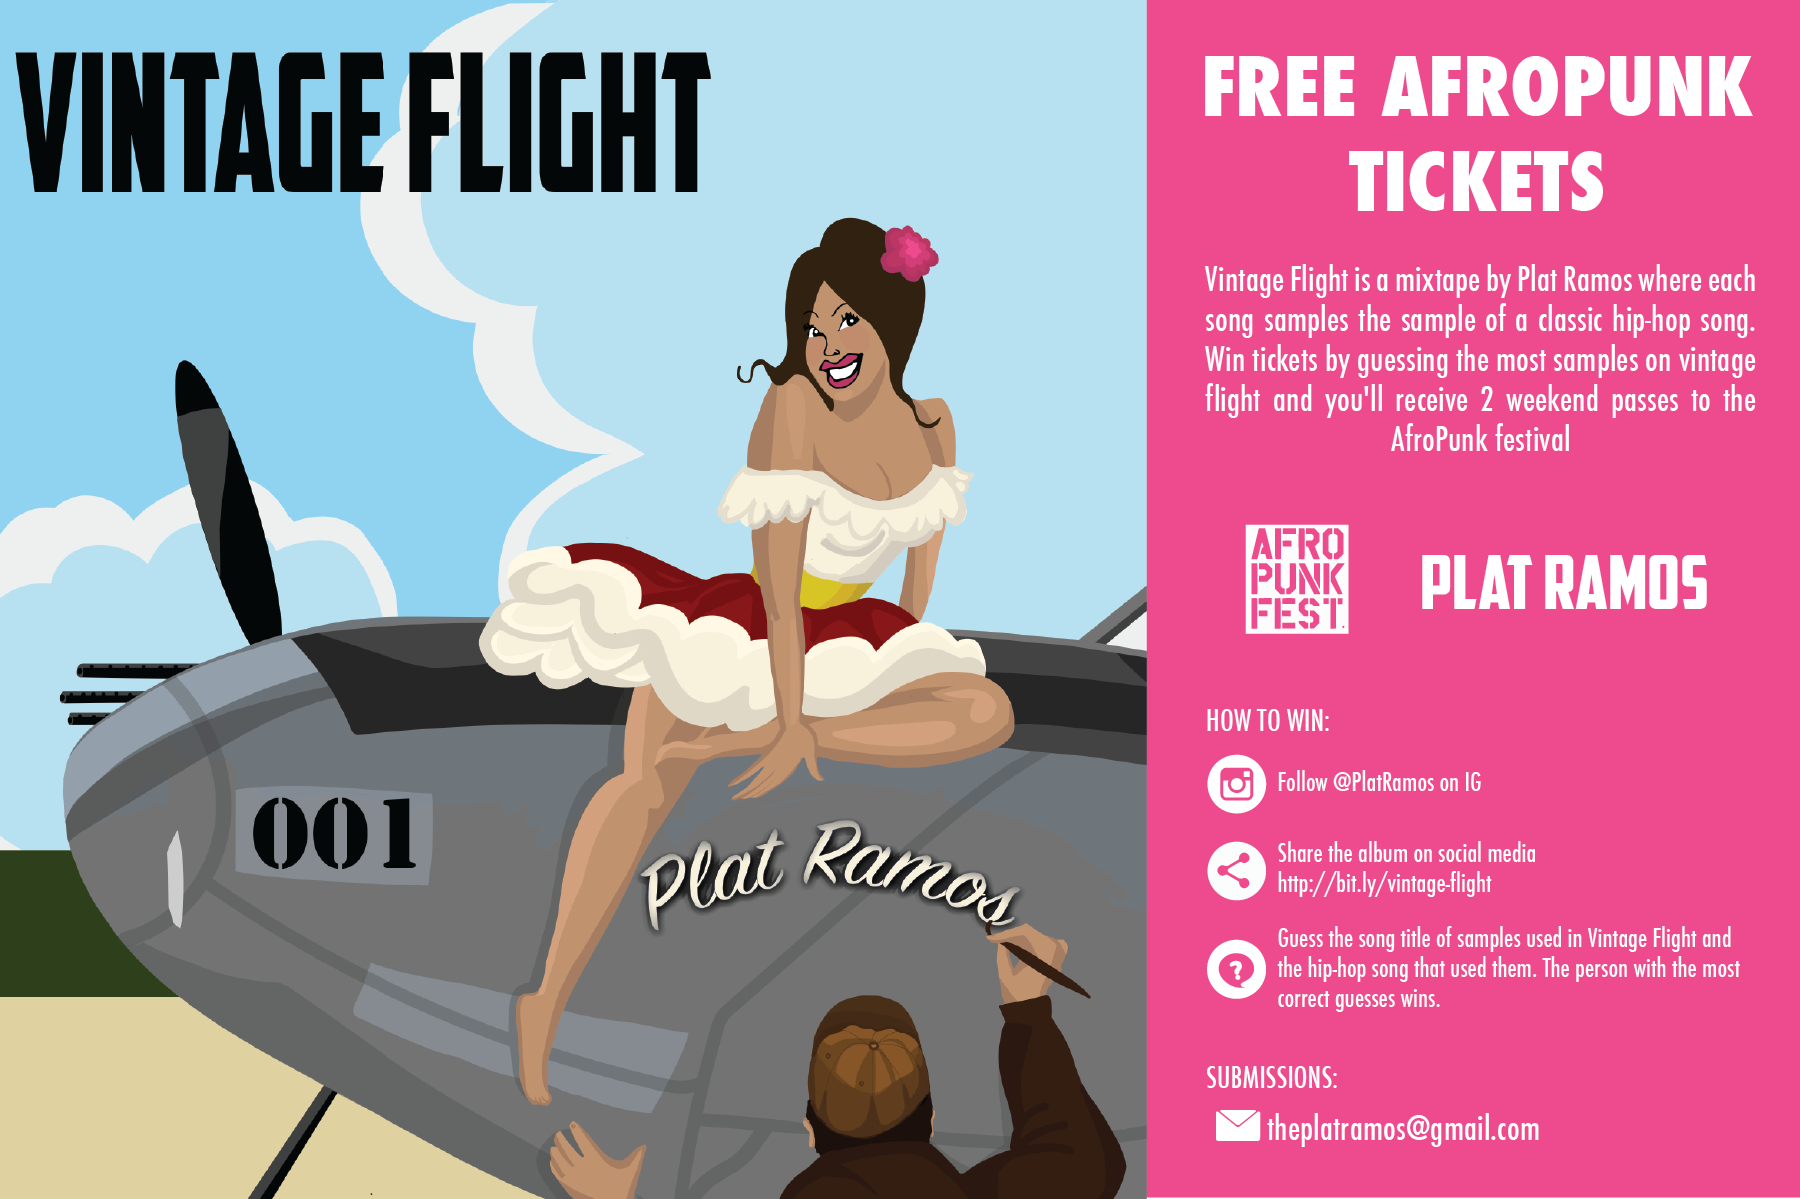 VINTAGE FLIGHT
001
Plat Ramos
FREE AFROPUNK
TICKETS
Vintage Flight is a mixtape by Plat Ramos where each
song samples the sample of a classic hip-hop song.
Win tickets by guessing the most samples on vintage
flight and you'll receive 2 weekend passes to the
AfroPunk festival
AFRO
PUNK
FEST.
PLAT RAMOS
HOW TO WIN:
Follow @PlatRamos on IG
Share the album on social media
http://bit.ly/vintage-flight
?
Guess the song title of samples used in Vintage Flight and
the hip-hop song that used them. The person with the most
correct guesses wins.
SUBMISSIONS:
theplatramos@gmail.com